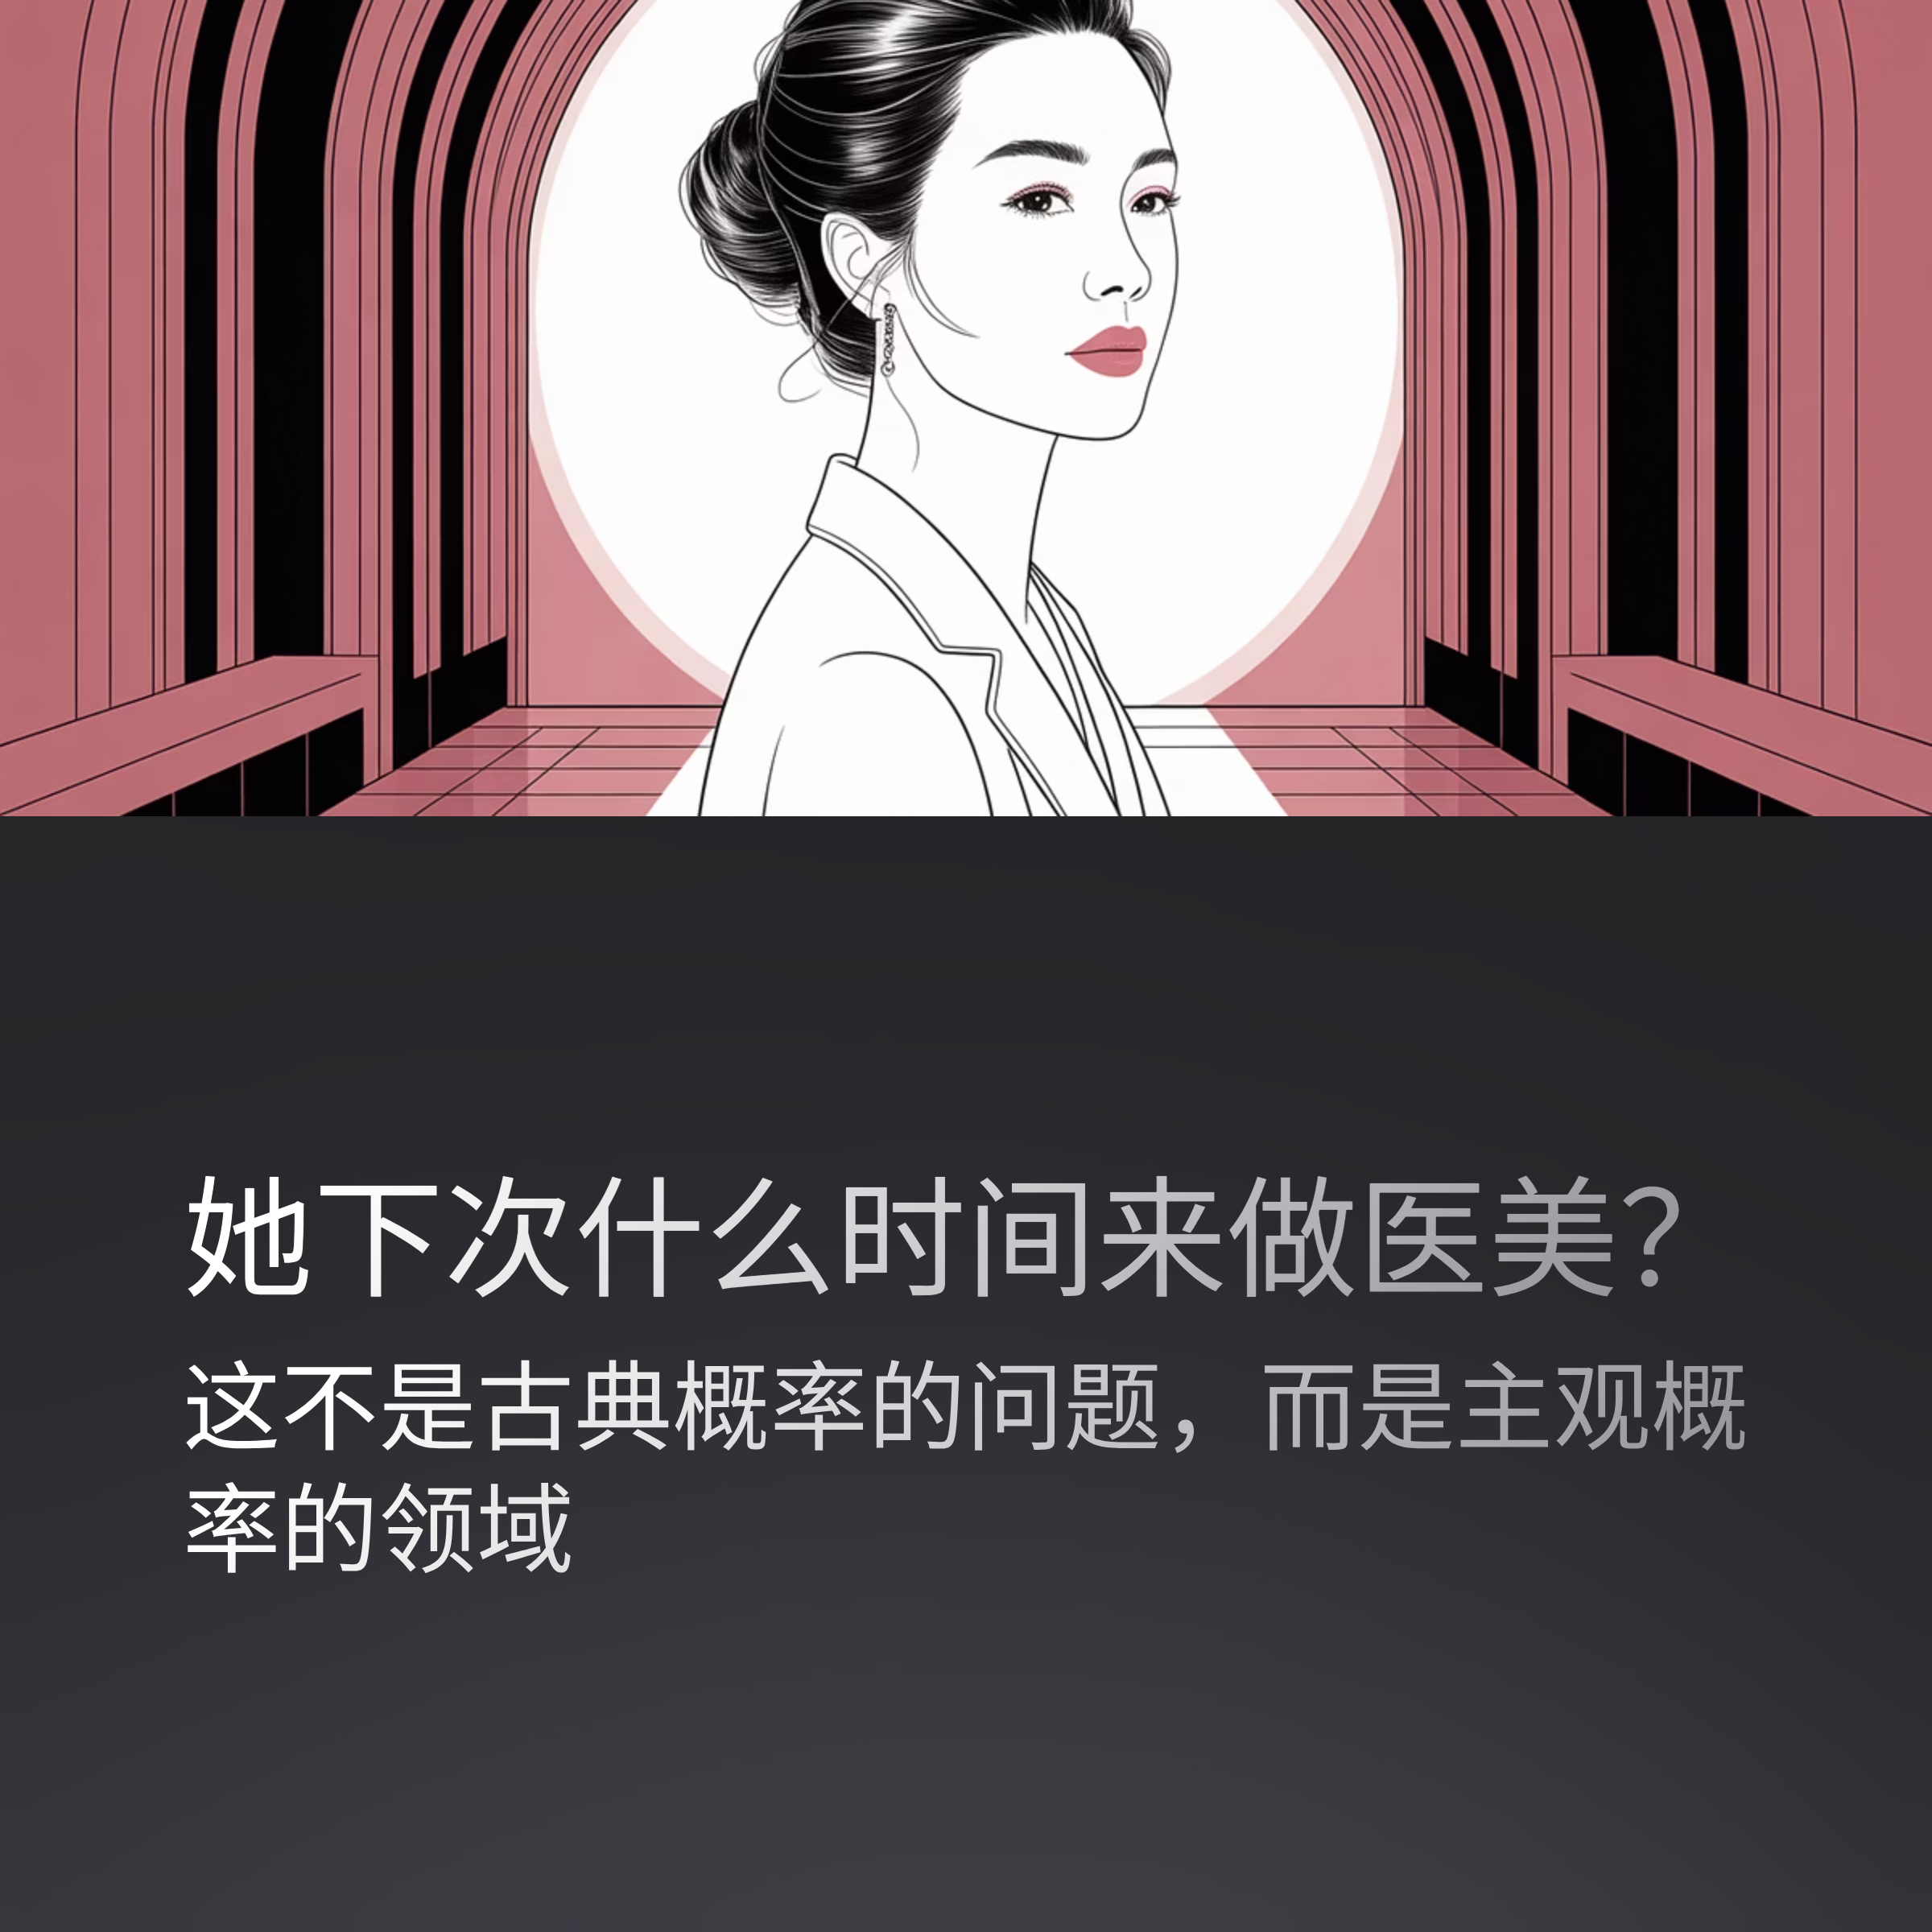 她下次什么时间来做医美？
这不是古典概率的问题，而是主观概
率的领域